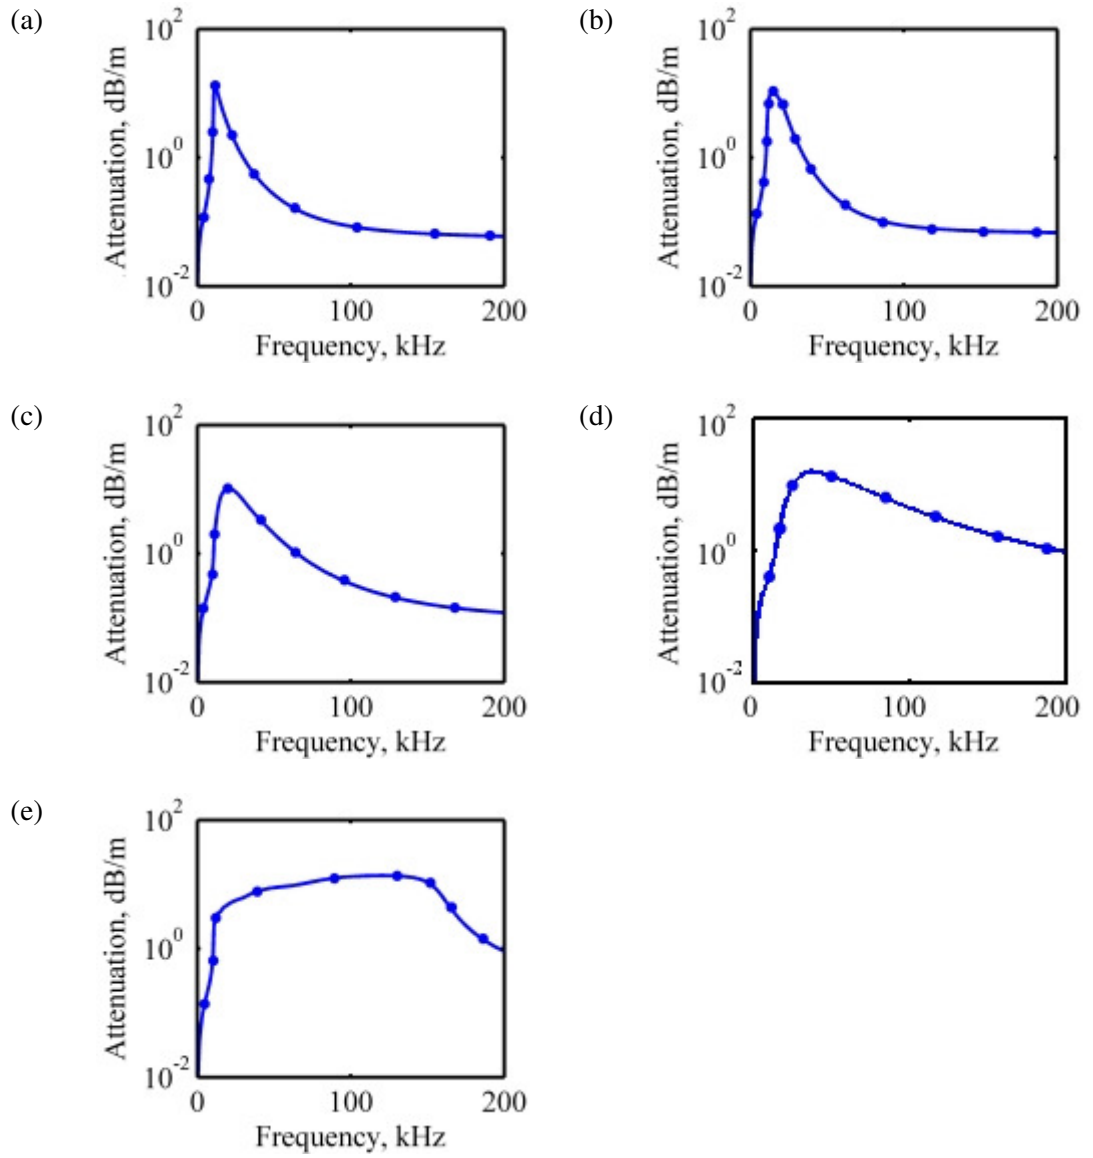 (a)
10^2
10^0
10^-2
Attenuation, dB/m
0 100 200
Frequency, kHz
(b)
10^2
10^0
10^-2
Attenuation, dB/m
0 100 200
Frequency, kHz
(c)
10^2
10^0
10^-2
Attenuation, dB/m
0 100 200
Frequency, kHz
(d)
10^2
10^0
10^-2
Attenuation, dB/m
0 100 200
Frequency, kHz
(e)
10^2
10^0
10^-2
Attenuation, dB/m
0 100 200
Frequency, kHz